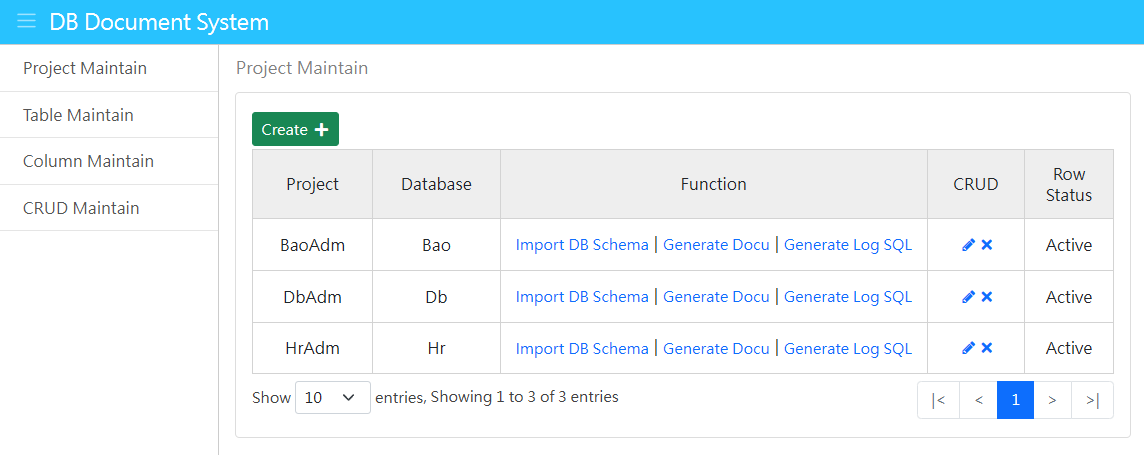 DB Document System
Project Maintain
Table Maintain
Column Maintain
CRUD Maintain
Project Maintain
Create
Project Database Function CRUD Row Status
BaoAdm Bao Import DB Schema | Generate Docu | Generate Log SQL Active
DbAdm Db Import DB Schema | Generate Docu | Generate Log SQL Active
HrAdm Hr Import DB Schema | Generate Docu | Generate Log SQL Active
Show 10 entries, Showing 1 to 3 of 3 entries |< < 1 > >|